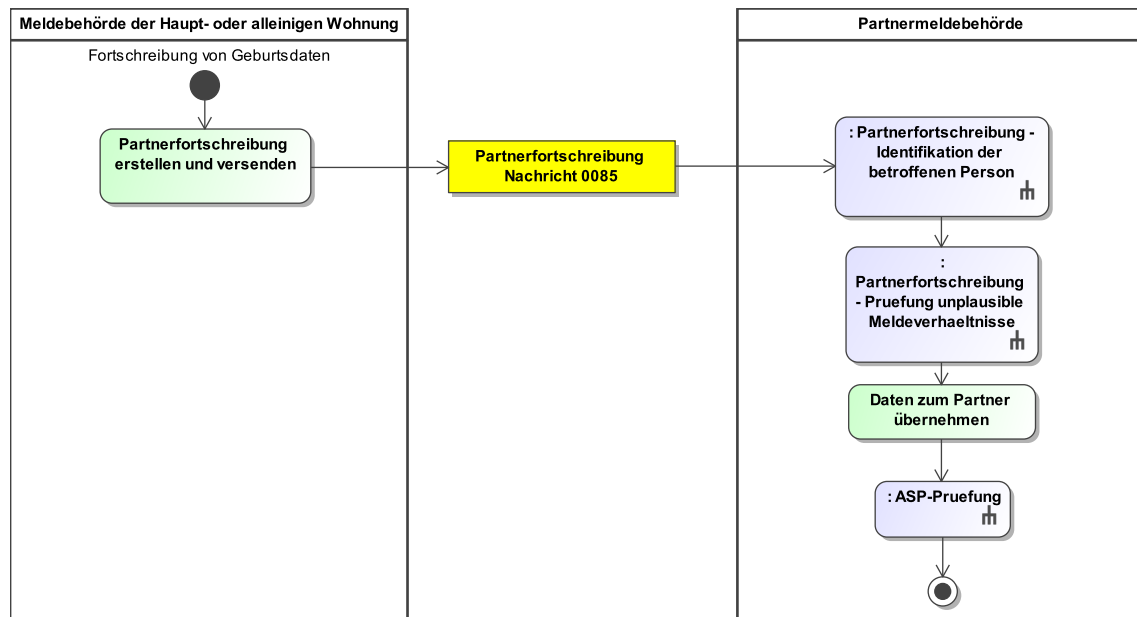 Meldebehörde der Haupt- oder alleinigen Wohnung
Fortschreibung von Geburtsdaten
Partnerfortschreibung
erstellen und versenden
Partnerfortschreibung
Nachricht 0085
Partnermeldebehörde
: Partnerfortschreibung -
Identifikation der
betroffenen Person
:
Partnerfortschreibung
- Pruefung unplausible
Meldeverhaeltnisse
Daten zum Partner
übernehmen
: ASP-Pruefung